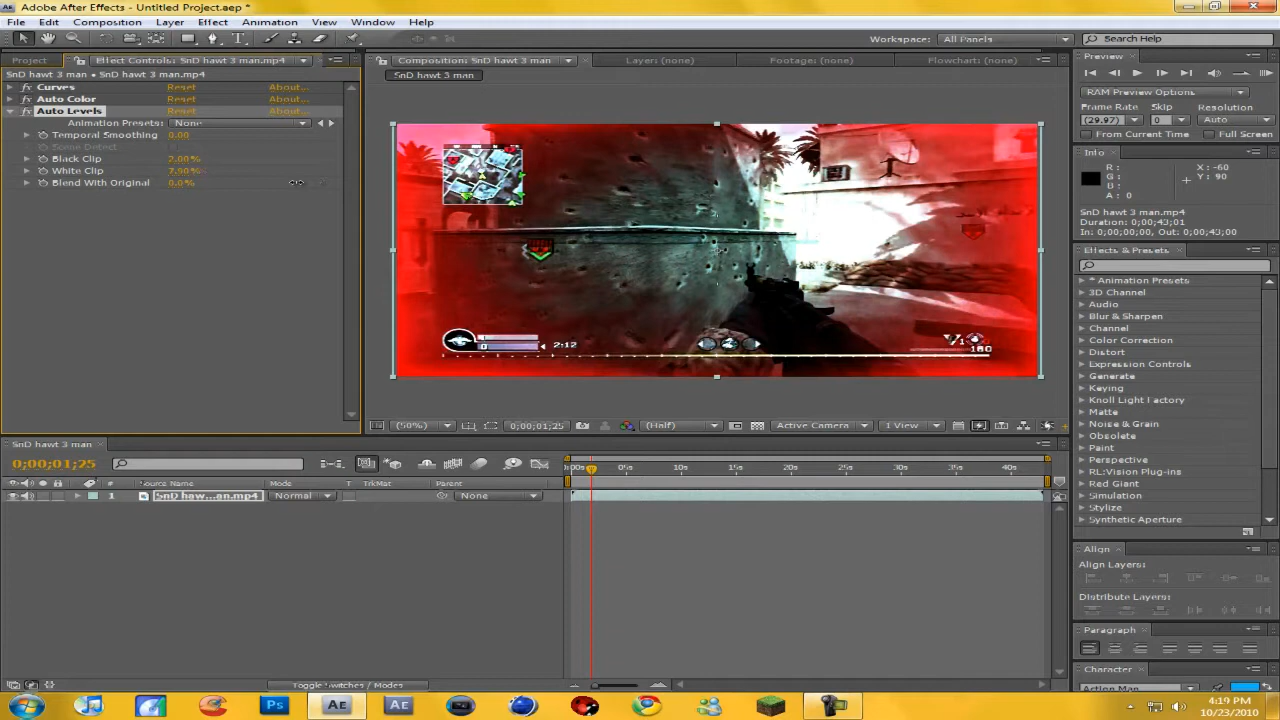 Adobe After Effects - Untitled Project.aep *
File Edit Composition Layer Effect Animation View Window Help
Workspace: All Panels
Search Help
Project Effect Controls: SnD hawt 3 man.mp4
SnD hawt 3 man • SnD hawt 3 man.mp4
fx Curves Reset About...
fx Auto Color Reset About...
fx Auto Levels Reset About...
Animation Presets: None
Temporal Smoothing 0.00
Scene Detect
Black Clip 2.00%
White Clip 7.90%
Blend With Original 0.0%
Composition: SnD hawt 3 man Layer: (none) Footage: (none) Flowchart: (none)
SnD hawt 3 man
2:12
(50%) 0;00;01;25 (Half) Active Camera 1 View
Preview
RAM Preview Options
Frame Rate Skip Resolution
(29.97) 0 Auto
From Current Time Full Screen
Info
R: X: -60
G: Y: 90
B:
A: 0
SnD hawt 3 man.mp4
Duration: 0;00;43;01
In: 0;00;00;00, Out: 0;00;43;00
Effects & Presets
* Animation Presets
3D Channel
Audio
Blur & Sharpen
Channel
Color Correction
Distort
Expression Controls
Generate
Keying
Knoll Light Factory
Matte
Noise & Grain
Obsolete
Paint
Perspective
RL:Vision Plug-ins
Red Giant
Simulation
Stylize
Synthetic Aperture
Align
Align Layers:
Distribute Layers:
Paragraph
Character
Action Man
SnD hawt 3 man
0;00;01;25
# Source Name Mode T TrkMat Parent
1 SnD haw...an.mp4 Normal None
:00s 05s 10s 15s 20s 25s 30s 35s 40s
Toggle Switches / Modes
Ps Ae Ae
4:19 PM
10/23/2010